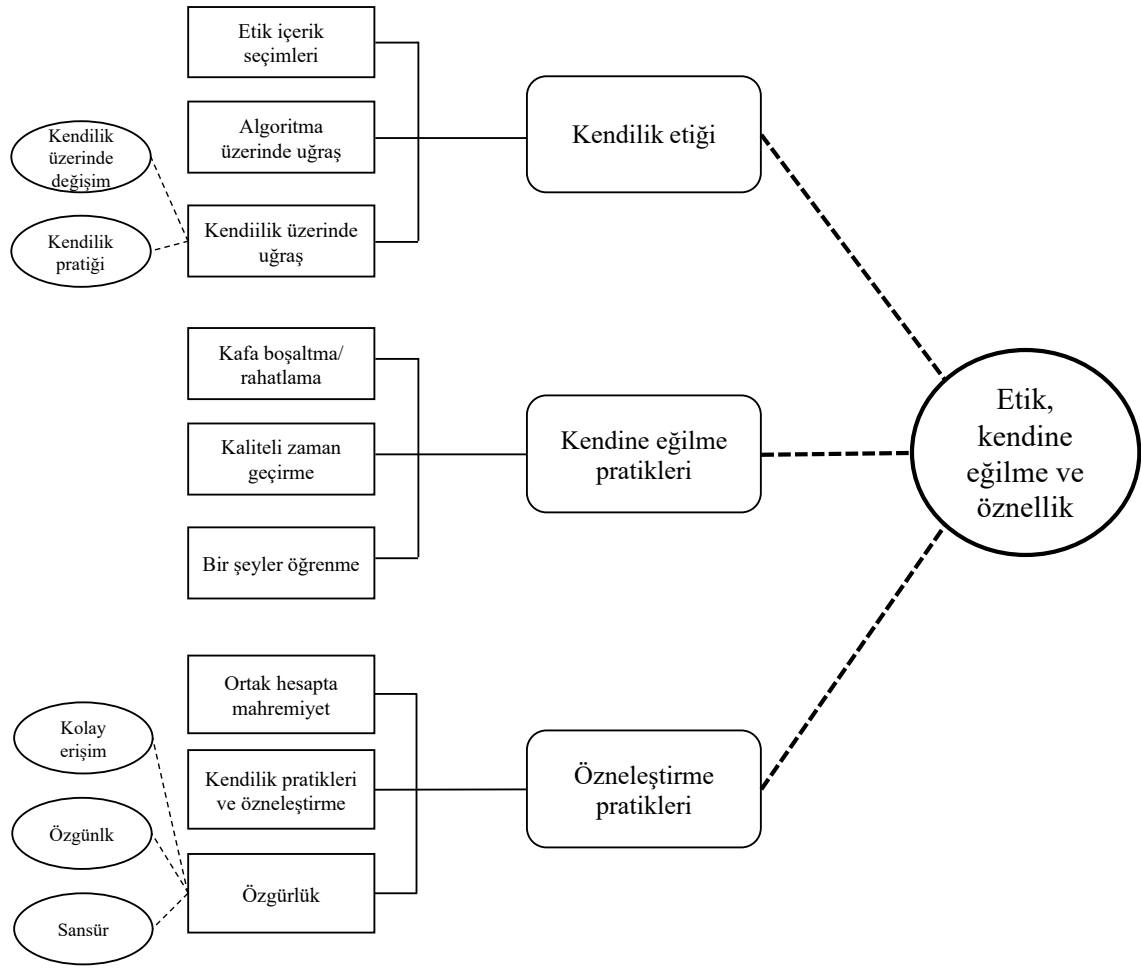 Etik içerik
seçimleri
Algoritma
üzerinde uğraş
Kendilik etiği
Kendilik
üzerinde
değişim
Kendiilik üzerinde
uğraş
Kendilik
pratiği
Kafa boşaltma/
rahatlama
Kaliteli zaman
geçirme
Kendine eğilme
pratikleri
Bir şeyler öğrenme
Etik,
kendine
eğilme ve
öznellik
Ortak hesapta
mahremiyet
Kolay
erişim
Kendilik pratikleri
ve özneleştirme
Özneleştirme
pratikleri
Özgünlk
Özgürlük
Sansür